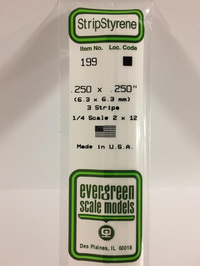 StripStyrene
Item No. Loc. Code
199
.250 x .250"
(6.3 x 6.3 mm)
3 Strips
1/4 Scale 2 x 12
Made in U.S.A.
evergreen
scale models
Des Plaines, IL 60018